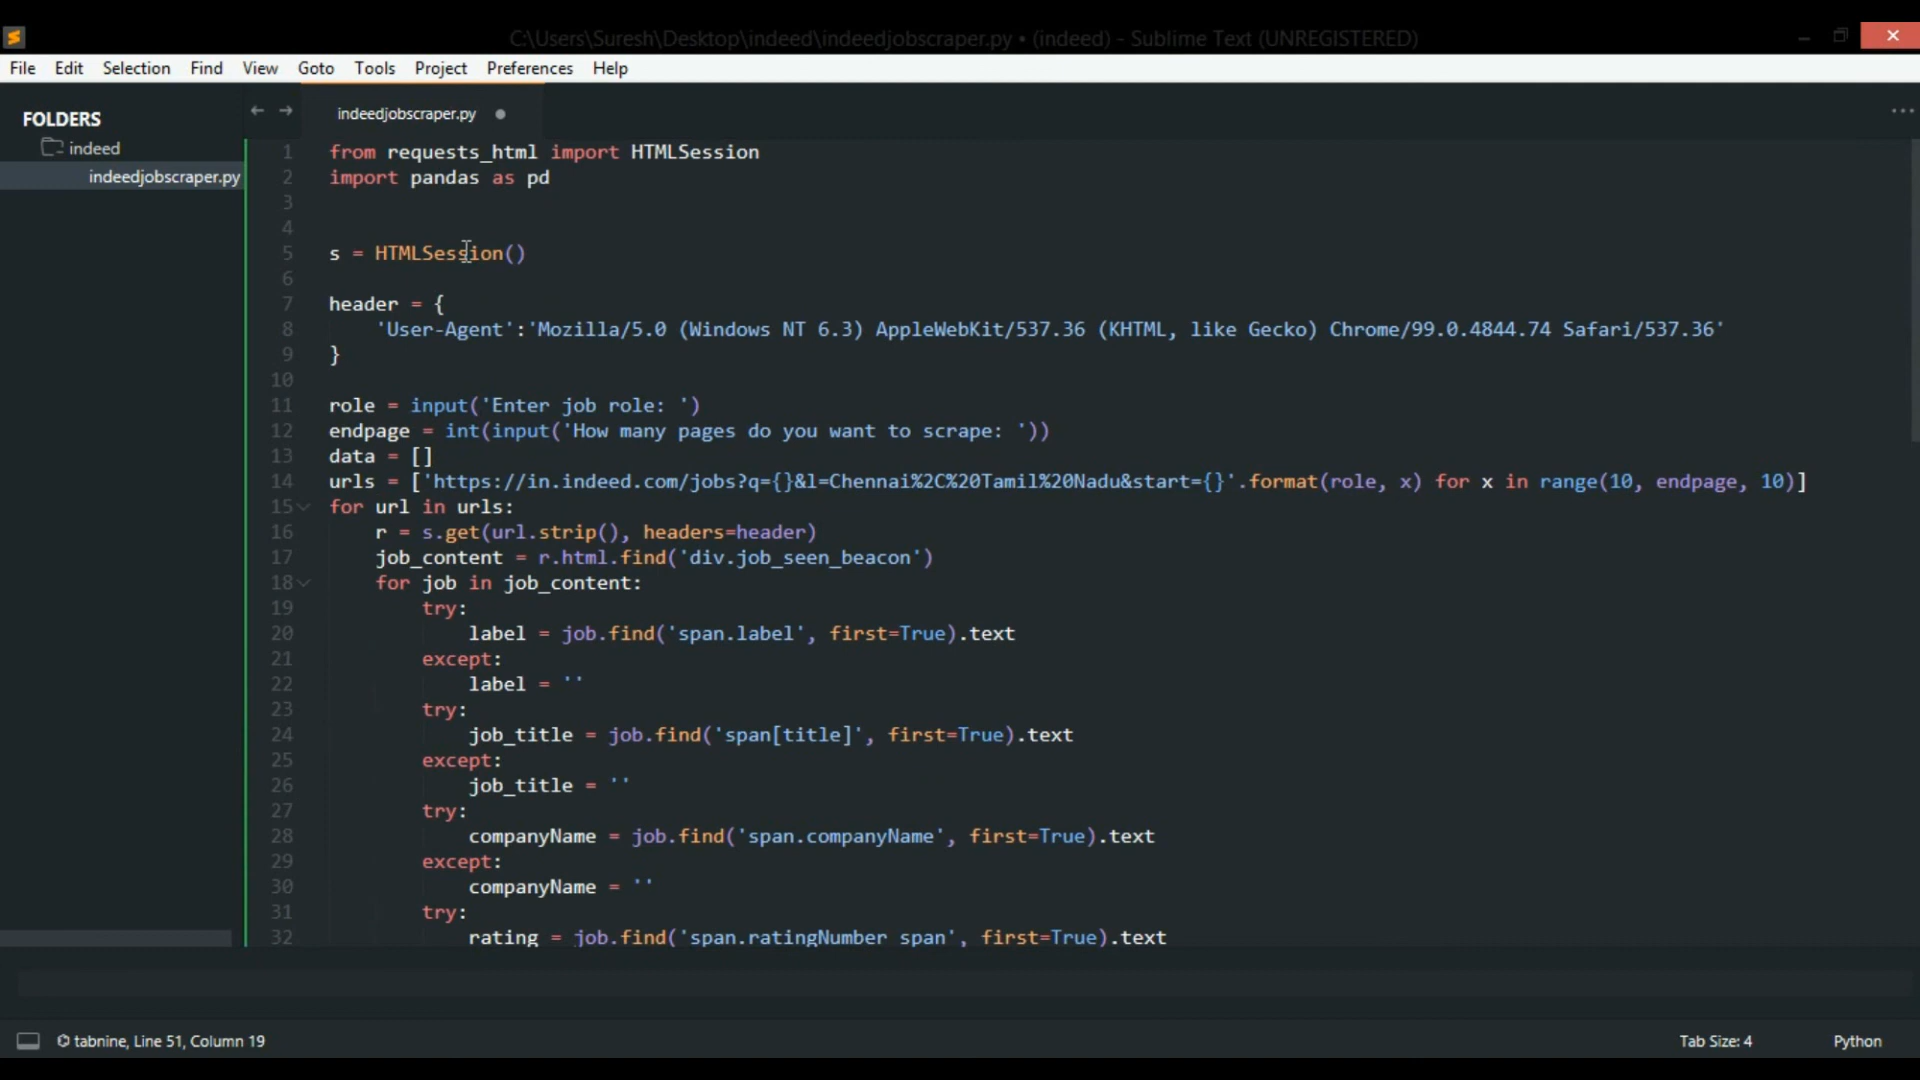 C:\Users\Suresh\Desktop\indeed\indeedjobscraper.py • (indeed) - Sublime Text (UNREGISTERED)
File Edit Selection Find View Goto Tools Project Preferences Help
FOLDERS
indeed
indeedjobscraper.py
indeedjobscraper.py
1 from requests_html import HTMLSession
2 import pandas as pd
3
4
5 s = HTMLSession()
6
7 header = {
8     'User-Agent':'Mozilla/5.0 (Windows NT 6.3) AppleWebKit/537.36 (KHTML, like Gecko) Chrome/99.0.4844.74 Safari/537.36'
9 }
10
11 role = input('Enter job role: ')
12 endpage = int(input('How many pages do you want to scrape: '))
13 data = []
14 urls = ['https://in.indeed.com/jobs?q={}&l=Chennai%2C%20Tamil%20Nadu&start={}'.format(role, x) for x in range(10, endpage, 10)]
15 for url in urls:
16     r = s.get(url.strip(), headers=header)
17     job_content = r.html.find('div.job_seen_beacon')
18     for job in job_content:
19         try:
20             label = job.find('span.label', first=True).text
21         except:
22             label = ''
23         try:
24             job_title = job.find('span[title]', first=True).text
25         except:
26             job_title = ''
27         try:
28             companyName = job.find('span.companyName', first=True).text
29         except:
30             companyName = ''
31         try:
32             rating = job.find('span.ratingNumber span', first=True).text
tabnine, Line 51, Column 19
Tab Size: 4
Python